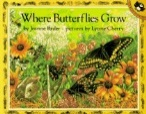 Where Butterflies Grow
by Joanne Ryder pictures by Lynne Cherry